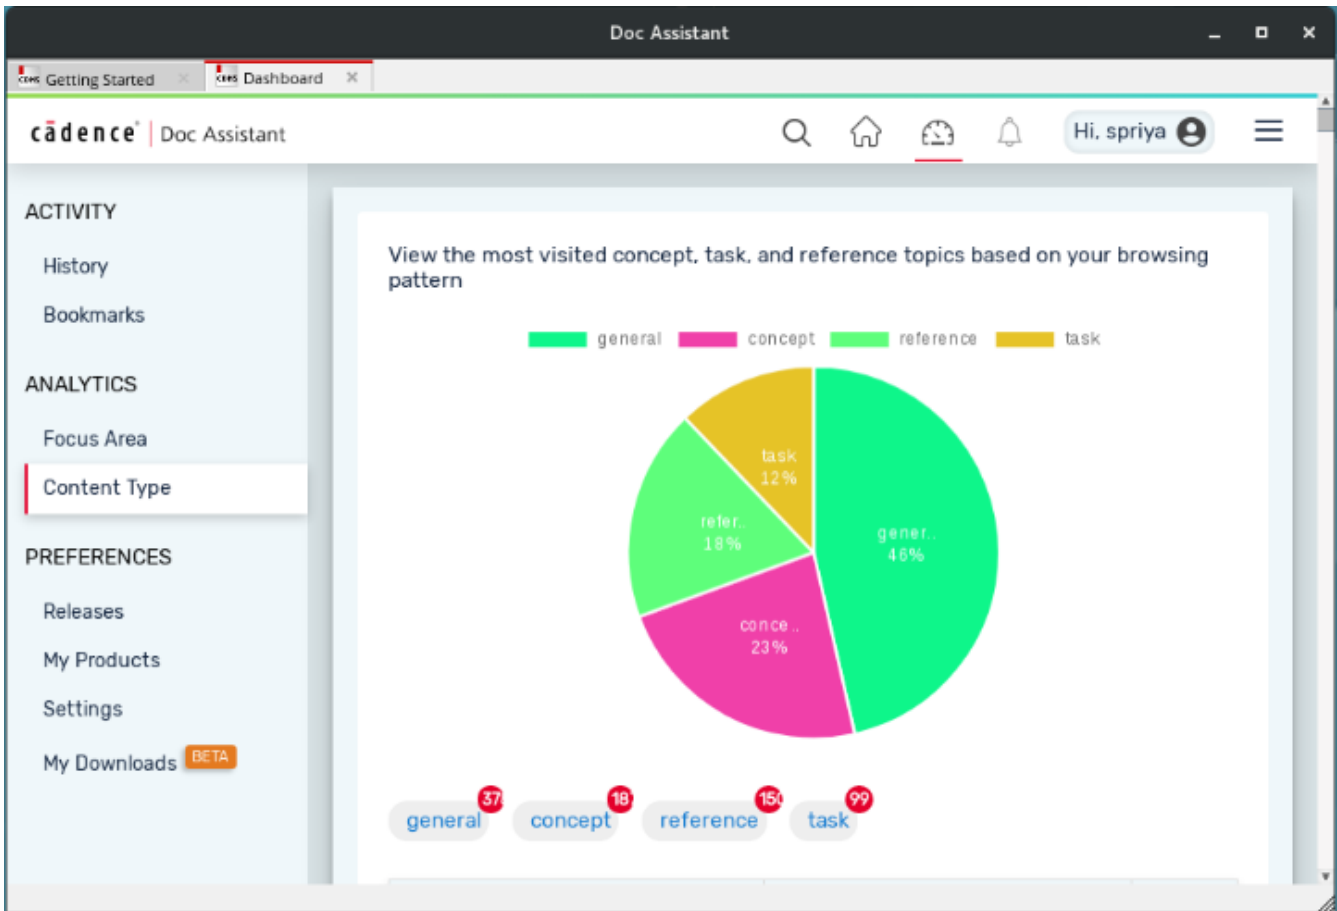 Doc Assistant
Getting Started
Dashboard
cādence | Doc Assistant
Hi, spriya
ACTIVITY
History
Bookmarks
ANALYTICS
Focus Area
Content Type
PREFERENCES
Releases
My Products
Settings
My Downloads BETA
View the most visited concept, task, and reference topics based on your browsing
pattern
general concept reference task
task
12%
refer..
18%
gener..
46%
conce..
23%
general concept reference task 99